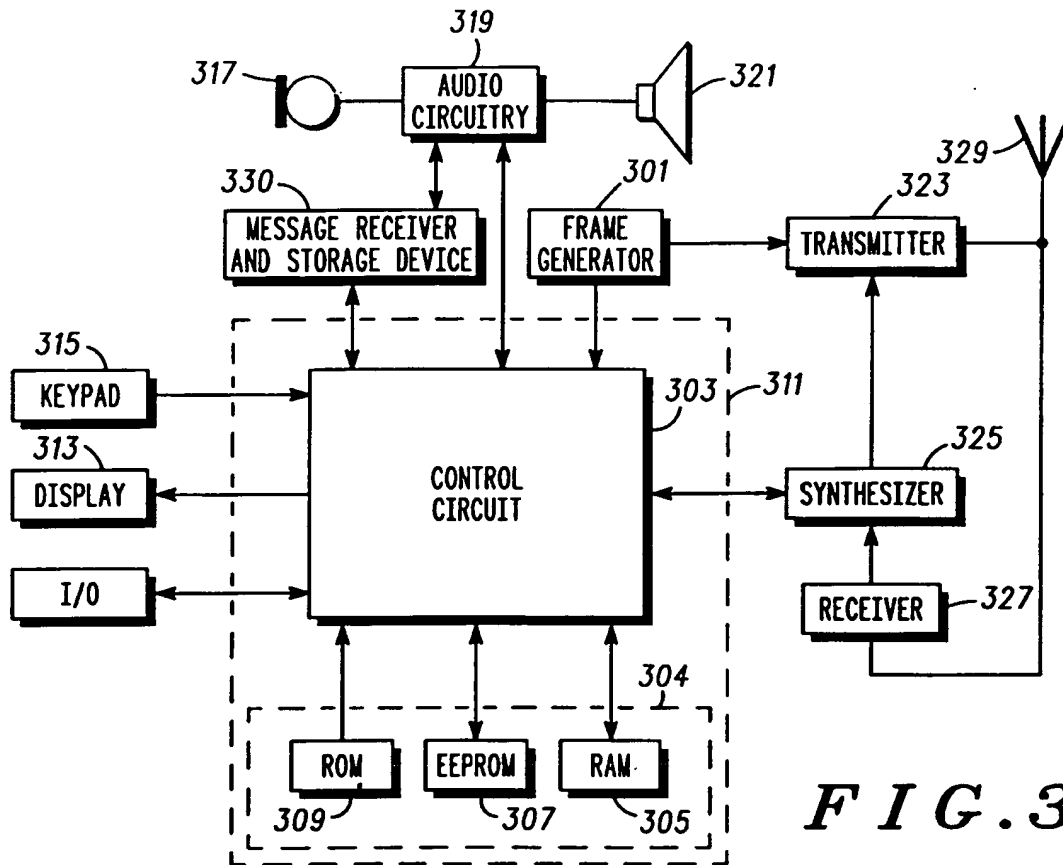 319
317
AUDIO
CIRCUITRY
321
329
330
301
323
MESSAGE RECEIVER
AND STORAGE DEVICE
FRAME
GENERATOR
TRANSMITTER
315
KEYPAD
303
311
313
DISPLAY
CONTROL
CIRCUIT
325
SYNTHESIZER
I/O
RECEIVER
327
304
ROM
EEPROM
RAM
309
307
305
FIG.3